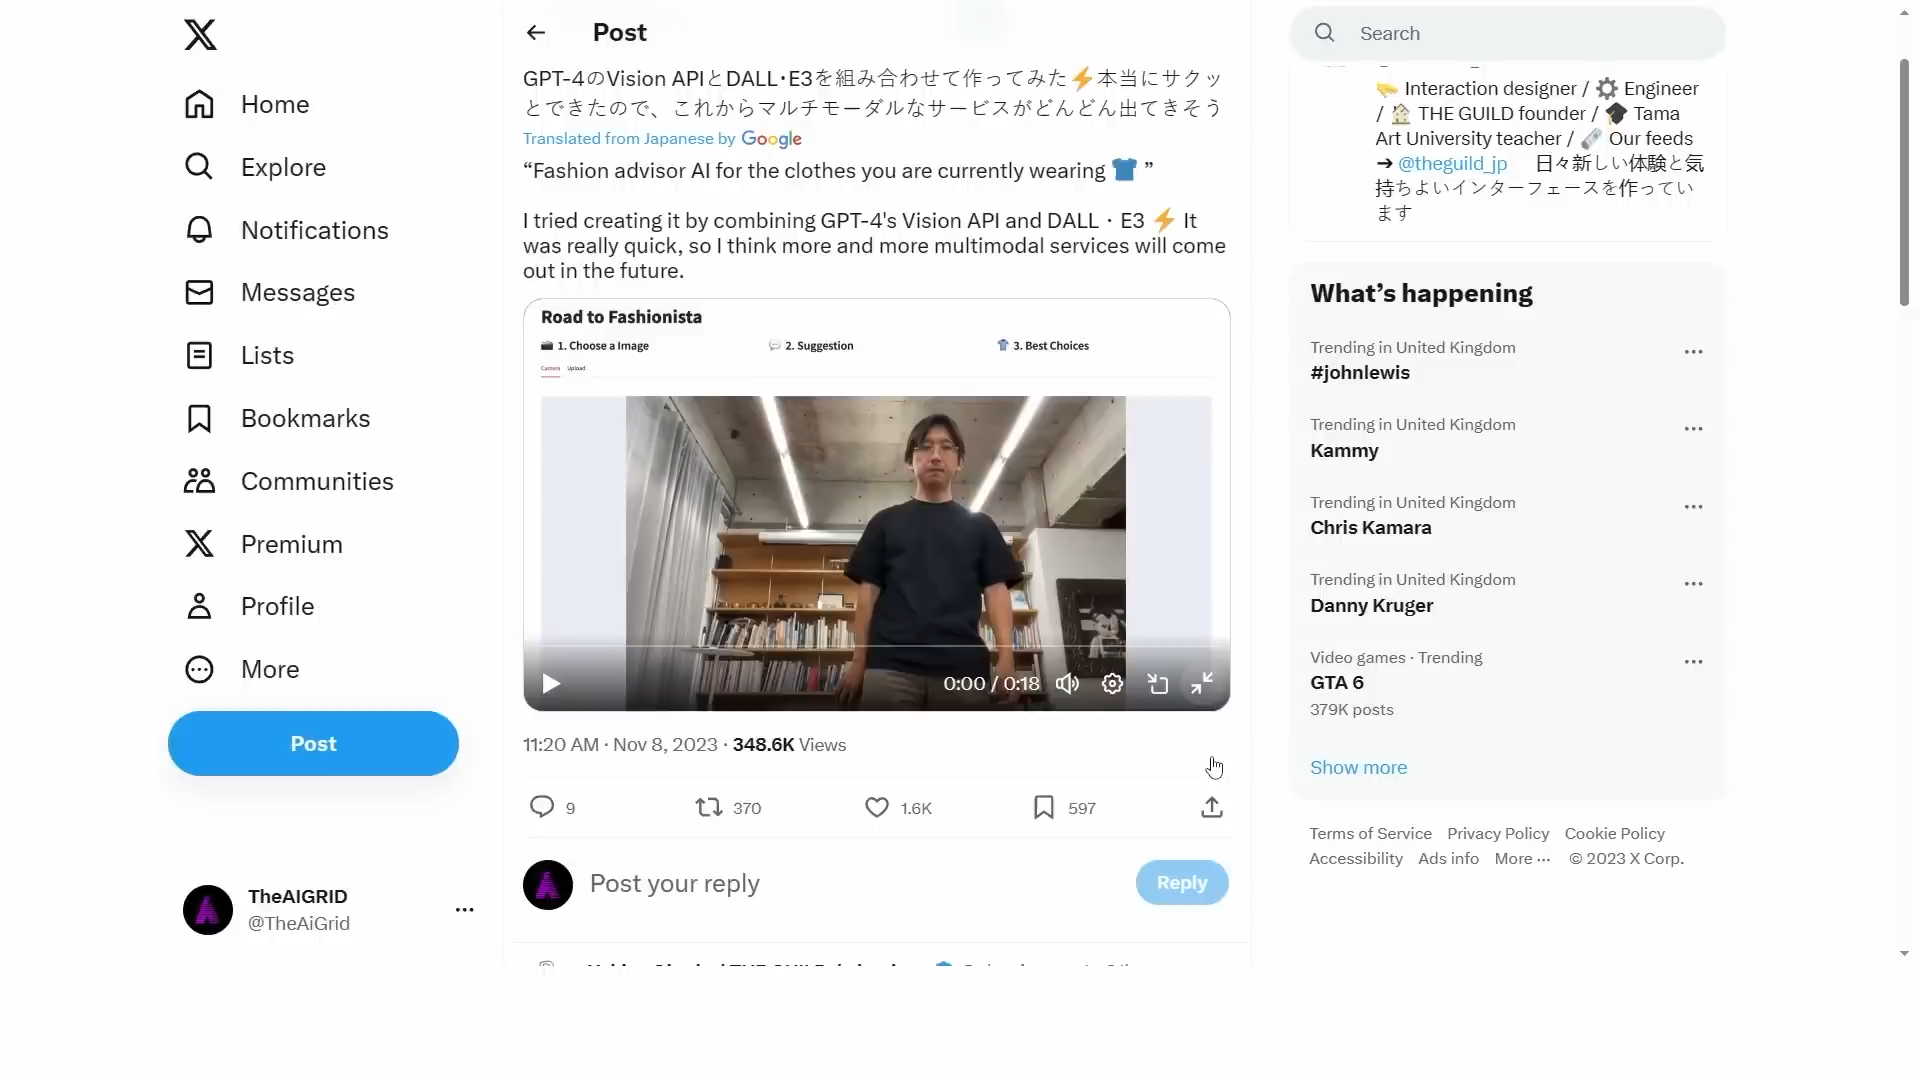 Home
Explore
Notifications
Messages
Lists
Bookmarks
Communities
Premium
Profile
More
Post
TheAIGRID
@TheAiGrid
Post
GPT-4のVision APIとDALL･E3を組み合わせて作ってみた⚡本当にサクッ
とできたので、これからマルチモーダルなサービスがどんどん出てきそう
Translated from Japanese by Google
“Fashion advisor AI for the clothes you are currently wearing 👕 ”
I tried creating it by combining GPT-4's Vision API and DALL・E3 ⚡ It
was really quick, so I think more and more multimodal services will come
out in the future.
Road to Fashionista
📷 1. Choose a Image
💬 2. Suggestion
👕 3. Best Choices
Camera Upload
0:00 / 0:18
11:20 AM · Nov 8, 2023 · 348.6K Views
9
370
1.6K
597
Post your reply
Reply
Search
Interaction designer / ⚙️ Engineer
/ 🏠 THE GUILD founder / 🎓 Tama
Art University teacher / 🗞️ Our feeds
➔ @theguild_jp 日々新しい体験と気
持ちよいインターフェースを作ってい
ます
What’s happening
Trending in United Kingdom
#johnlewis
Trending in United Kingdom
Kammy
Trending in United Kingdom
Chris Kamara
Trending in United Kingdom
Danny Kruger
Video games · Trending
GTA 6
379K posts
Show more
Terms of Service Privacy Policy Cookie Policy
Accessibility Ads info More ··· © 2023 X Corp.